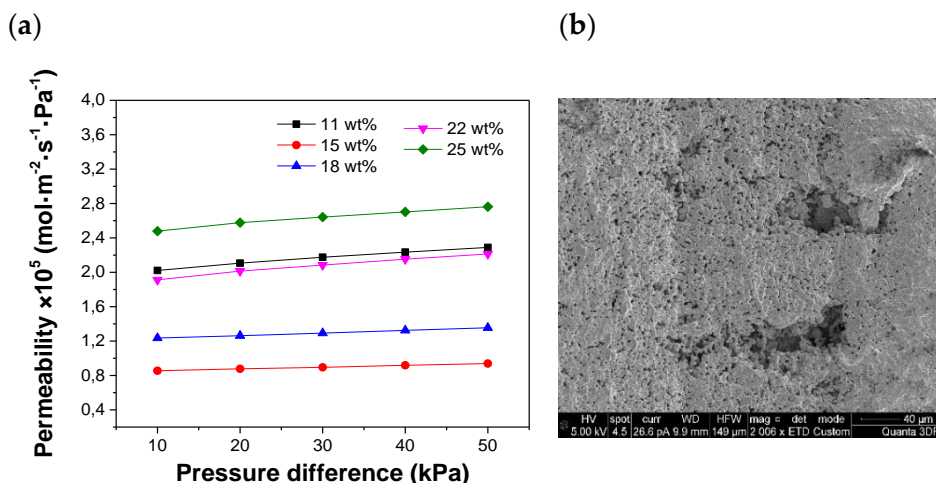 (a)
(b)
Permeability ×10⁵ (mol·m⁻²·s⁻¹·Pa⁻¹)
4,0
3,6
3,2
2,8
2,4
2,0
1,6
1,2
0,8
0,4
11 wt%
15 wt%
18 wt%
22 wt%
25 wt%
10 20 30 40 50
Pressure difference (kPa)
HV spot curr WD HFW mag det mode 40 µm
5.00 kV 4.5 26.6 pA 9.9 mm 149 µm 2 006 x ETD Custom Quanta 3D